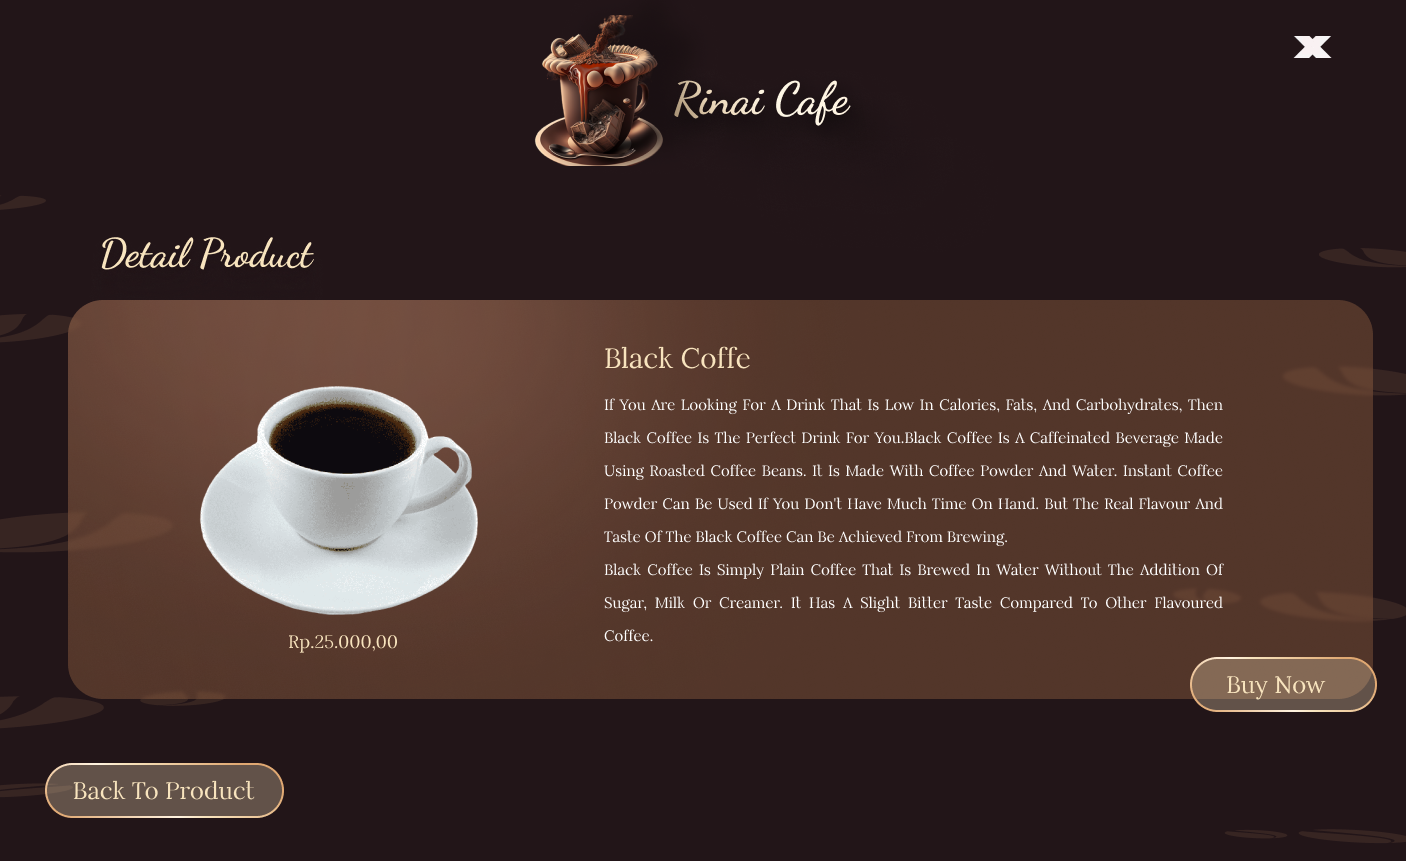 Rinai Cafe
Detail Product
Black Coffe
If You Are Looking For A Drink That Is Low In Calories, Fats, And Carbohydrates, Then
Black Coffee Is The Perfect Drink For You.Black Coffee Is A Caffeinated Beverage Made
Using Roasted Coffee Beans. It Is Made With Coffee Powder And Water. Instant Coffee
Powder Can Be Used If You Don't Have Much Time On Hand. But The Real Flavour And
Taste Of The Black Coffee Can Be Achieved From Brewing.
Black Coffee Is Simply Plain Coffee That Is Brewed In Water Without The Addition Of
Sugar, Milk Or Creamer. It Has A Slight Bitter Taste Compared To Other Flavoured
Coffee.
Rp.25.000,00
Buy Now
Back To Product